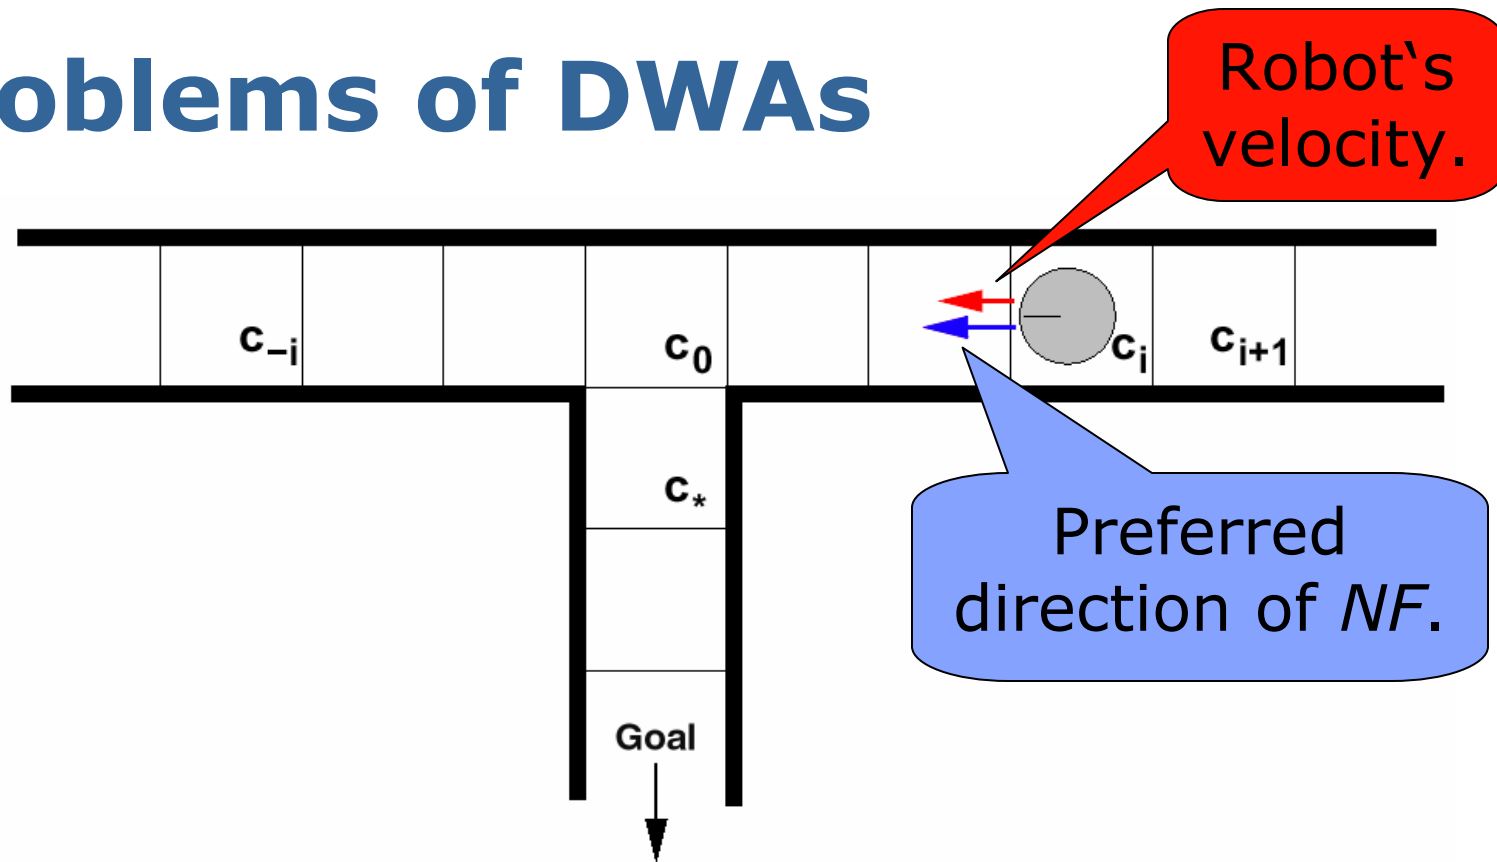 oblems of DWAs
Robot‘s
velocity.
c–i
c0
ci
ci+1
c*
Preferred
direction of NF.
Goal